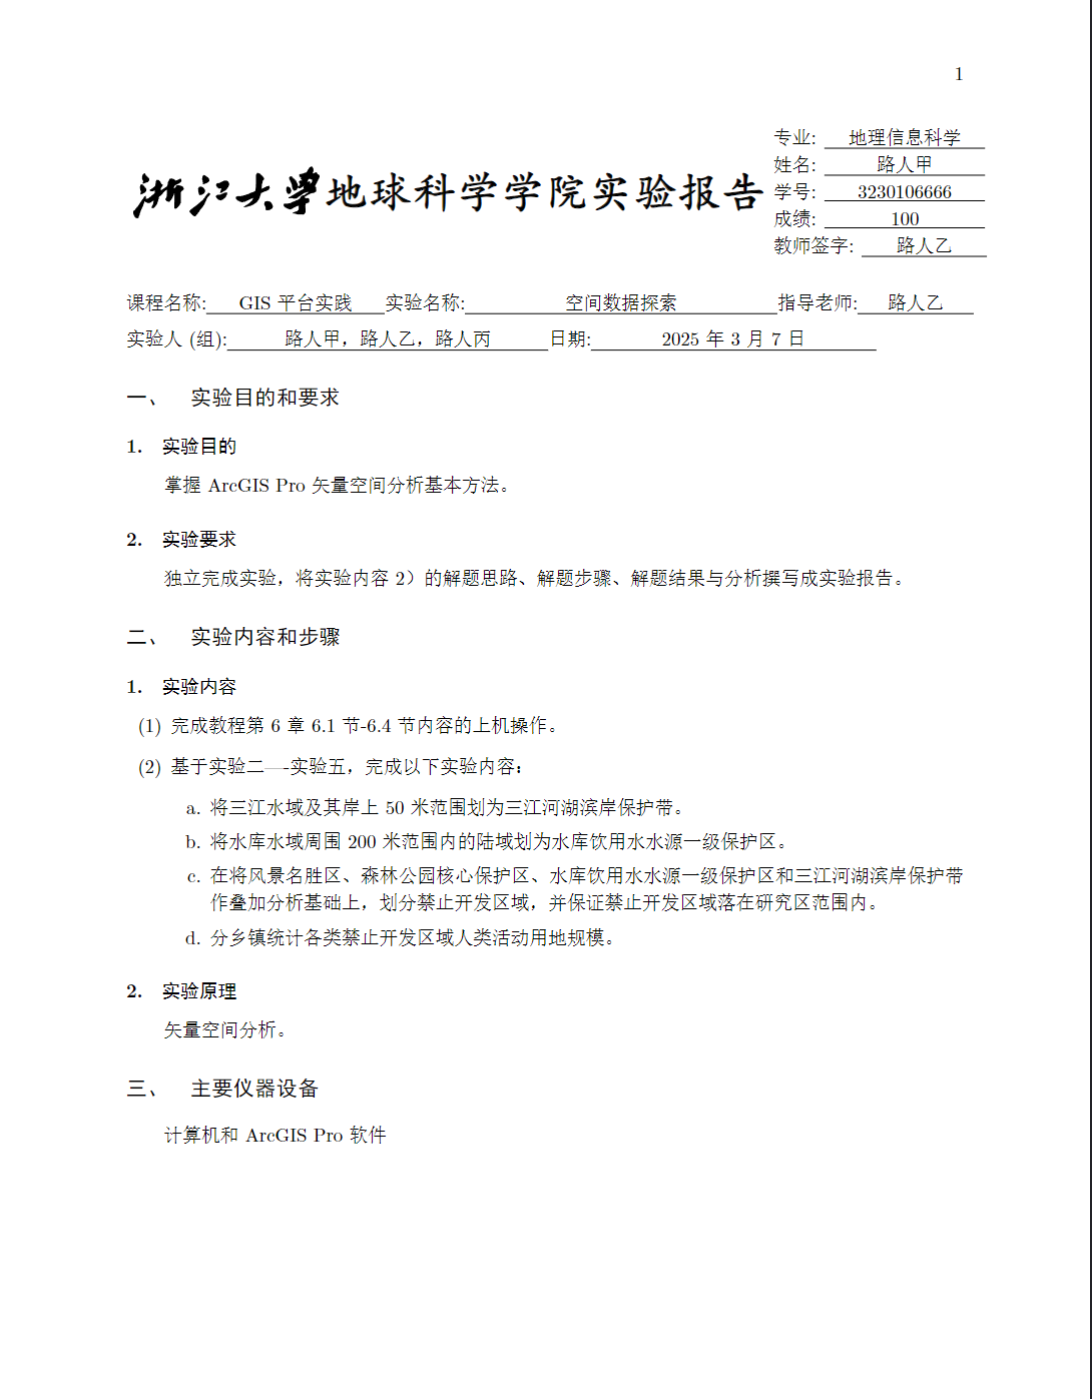 1
专业: 地理信息科学
姓名: 路人甲
浙江大学地球科学学院实验报告
学号: 3230106666
成绩: 100
教师签字: 路人乙
课程名称: GIS 平台实践 实验名称: 空间数据探索 指导老师: 路人乙
实验人 (组): 路人甲，路人乙，路人丙 日期: 2025 年 3 月 7 日
一、 实验目的和要求
1. 实验目的
掌握 ArcGIS Pro 矢量空间分析基本方法。
2. 实验要求
独立完成实验，将实验内容 2）的解题思路、解题步骤、解题结果与分析撰写成实验报告。
二、 实验内容和步骤
1. 实验内容
(1) 完成教程第 6 章 6.1 节-6.4 节内容的上机操作。
(2) 基于实验二—-实验五，完成以下实验内容：
a. 将三江水域及其岸上 50 米范围划为三江河湖滨岸保护带。
b. 将水库水域周围 200 米范围内的陆域划为水库饮用水水源一级保护区。
c. 在将风景名胜区、森林公园核心保护区、水库饮用水水源一级保护区和三江河湖滨岸保护带
作叠加分析基础上，划分禁止开发区域，并保证禁止开发区域落在研究区范围内。
d. 分乡镇统计各类禁止开发区域人类活动用地规模。
2. 实验原理
矢量空间分析。
三、 主要仪器设备
计算机和 ArcGIS Pro 软件